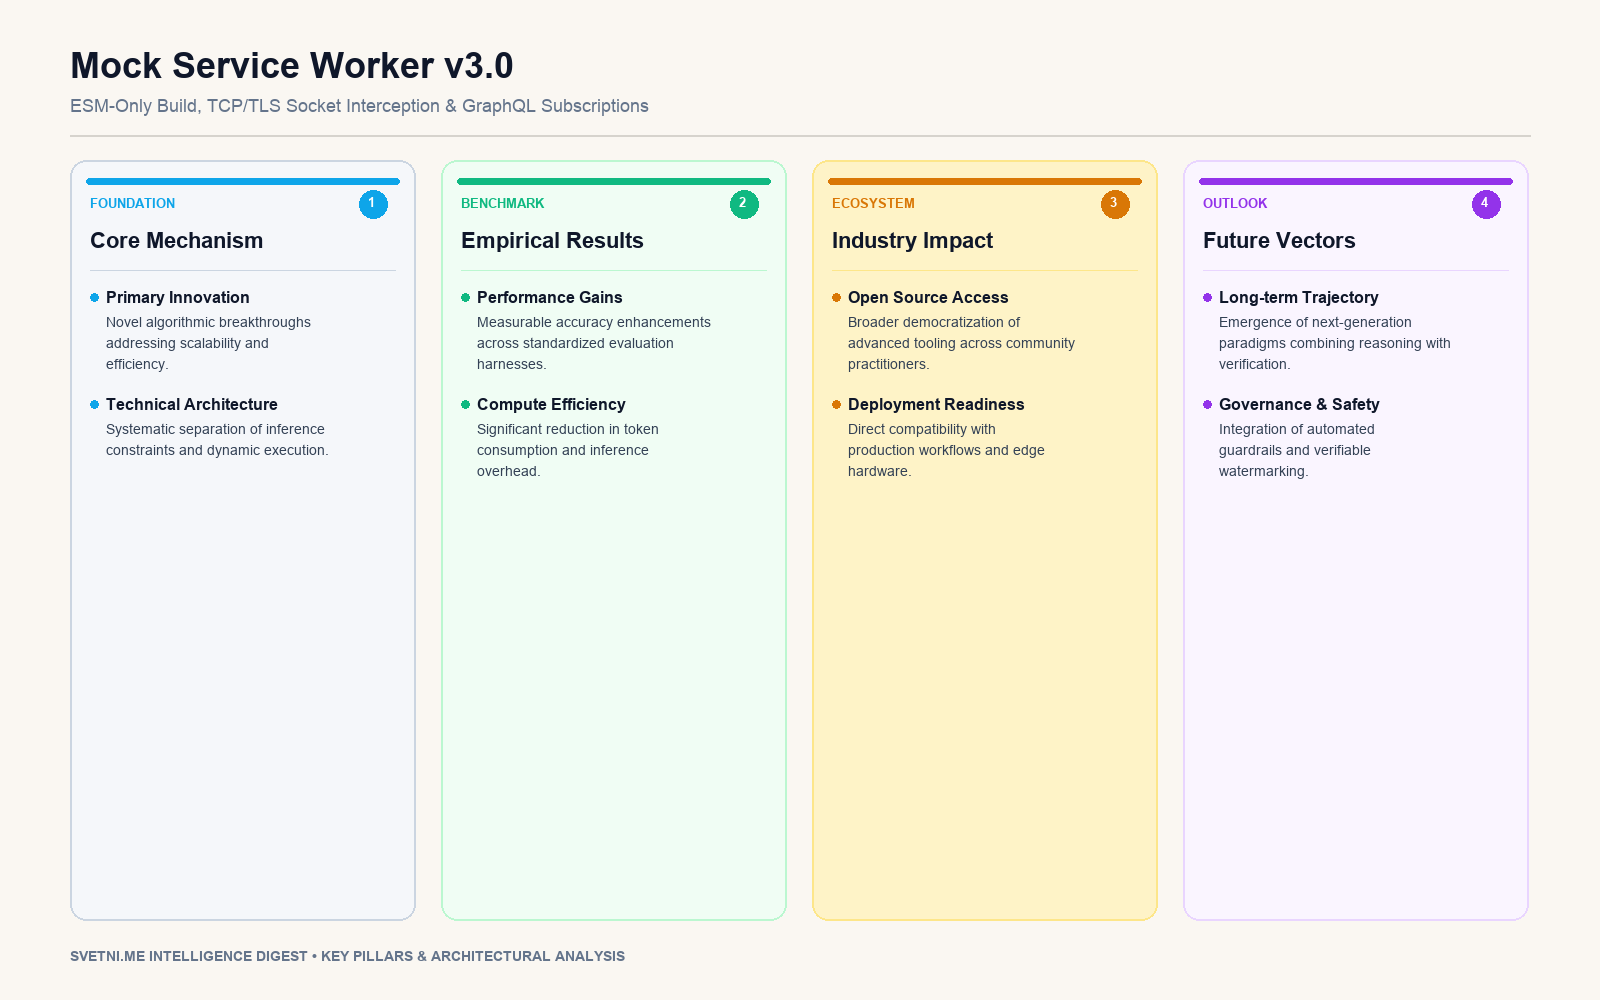 Mock Service Worker v3.0
ESM-Only Build, TCP/TLS Socket Interception & GraphQL Subscriptions
FOUNDATION
1
Core Mechanism
Primary Innovation
Novel algorithmic breakthroughs
addressing scalability and
efficiency.
Technical Architecture
Systematic separation of inference
constraints and dynamic execution.
BENCHMARK
2
Empirical Results
Performance Gains
Measurable accuracy enhancements
across standardized evaluation
harnesses.
Compute Efficiency
Significant reduction in token
consumption and inference
overhead.
ECOSYSTEM
3
Industry Impact
Open Source Access
Broader democratization of
advanced tooling across community
practitioners.
Deployment Readiness
Direct compatibility with
production workflows and edge
hardware.
OUTLOOK
4
Future Vectors
Long-term Trajectory
Emergence of next-generation
paradigms combining reasoning with
verification.
Governance & Safety
Integration of automated
guardrails and verifiable
watermarking.
SVETNI.ME INTELLIGENCE DIGEST • KEY PILLARS & ARCHITECTURAL ANALYSIS